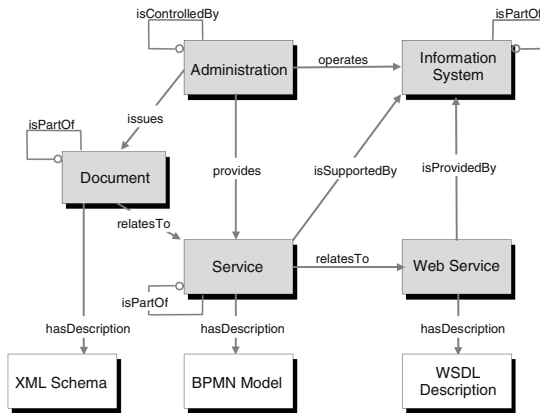 isControlledBy
isPartOf
Administration
operates
Information
System
isPartOf
issues
Document
provides
isSupportedBy
isProvidedBy
relatesTo
Service
relatesTo
Web Service
isPartOf
hasDescription
hasDescription
hasDescription
XML Schema
BPMN Model
WSDL
Description